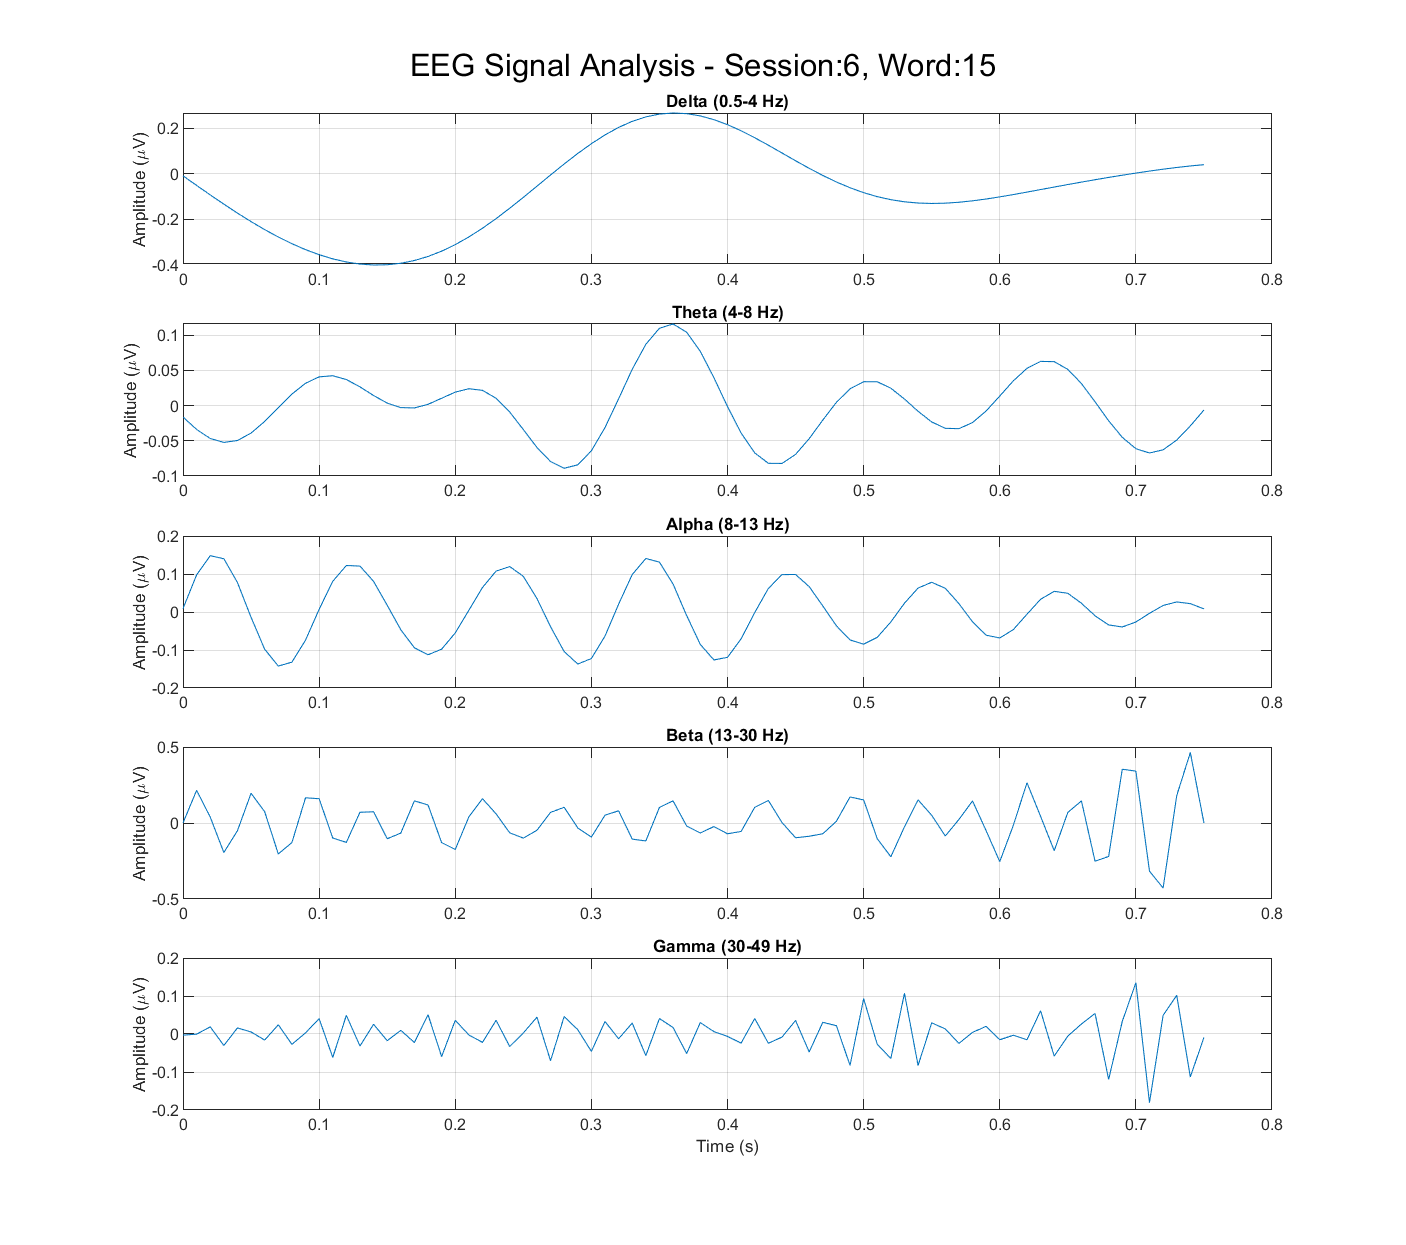 EEG Signal Analysis - Session:6, Word:15
Delta (0.5-4 Hz)
Amplitude (μV)
0.2
0
-0.2
-0.4
0 0.1 0.2 0.3 0.4 0.5 0.6 0.7 0.8
Theta (4-8 Hz)
Amplitude (μV)
0.1
0.05
0
-0.05
-0.1
0 0.1 0.2 0.3 0.4 0.5 0.6 0.7 0.8
Alpha (8-13 Hz)
Amplitude (μV)
0.2
0.1
0
-0.1
-0.2
0 0.1 0.2 0.3 0.4 0.5 0.6 0.7 0.8
Beta (13-30 Hz)
Amplitude (μV)
0.5
0
-0.5
0 0.1 0.2 0.3 0.4 0.5 0.6 0.7 0.8
Gamma (30-49 Hz)
Amplitude (μV)
0.2
0.1
0
-0.1
-0.2
0 0.1 0.2 0.3 0.4 0.5 0.6 0.7 0.8
Time (s)